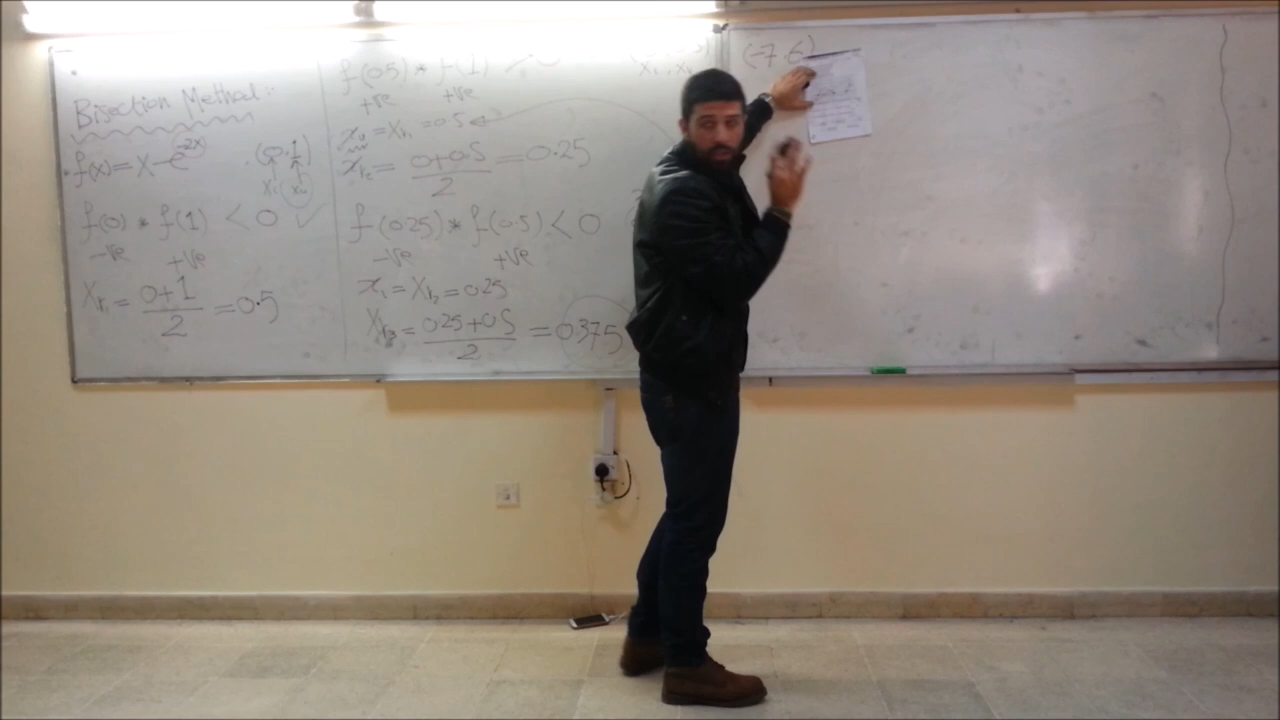 Bisection Method:
f(x) = x - e^(-2x) (0, 1)
xₗ xᵤ
f(0) * f(1) < 0 ✓
-ve +ve
Xr₁ = (0+1)/2 = 0.5
f(0.5) * f(1)
+ve +ve
xᵤ = Xr₁ = 0.5
xr₂ = (0+0.5)/2 = 0.25
f(0.25) * f(0.5) < 0
-ve +ve
xₗ = Xr₂ = 0.25
Xr₃ = (0.25+0.5)/2 = 0.375
(-7, 6)